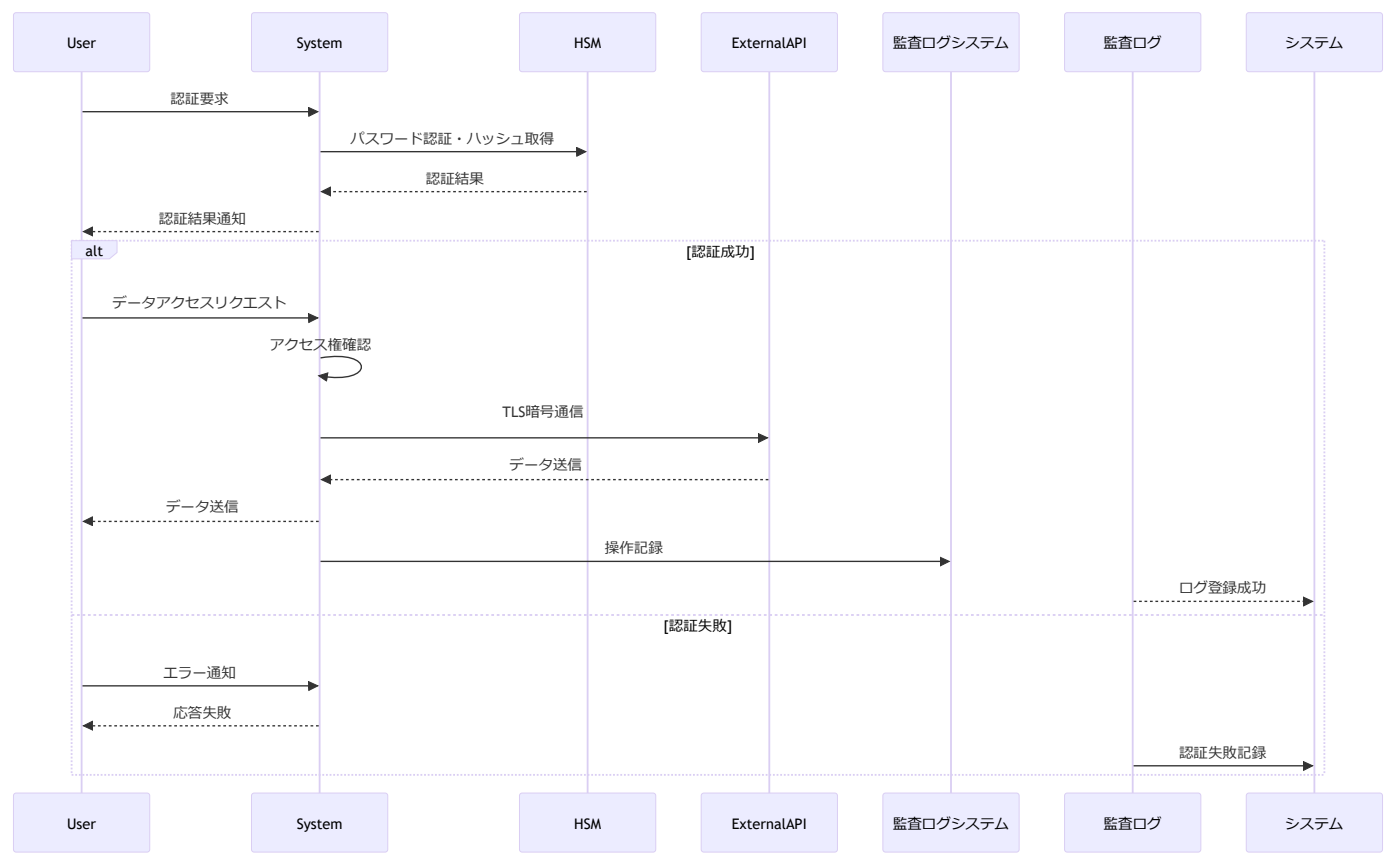 User
System
HSM
ExternalAPI
監査ログシステム
監査ログ
システム
認証要求
パスワード認証・ハッシュ取得
認証結果
認証結果通知
alt
[認証成功]
データアクセスリクエスト
アクセス権確認
TLS暗号通信
データ送信
データ送信
操作記録
ログ登録成功
[認証失敗]
エラー通知
応答失敗
認証失敗記録
User
System
HSM
ExternalAPI
監査ログシステム
監査ログ
システム